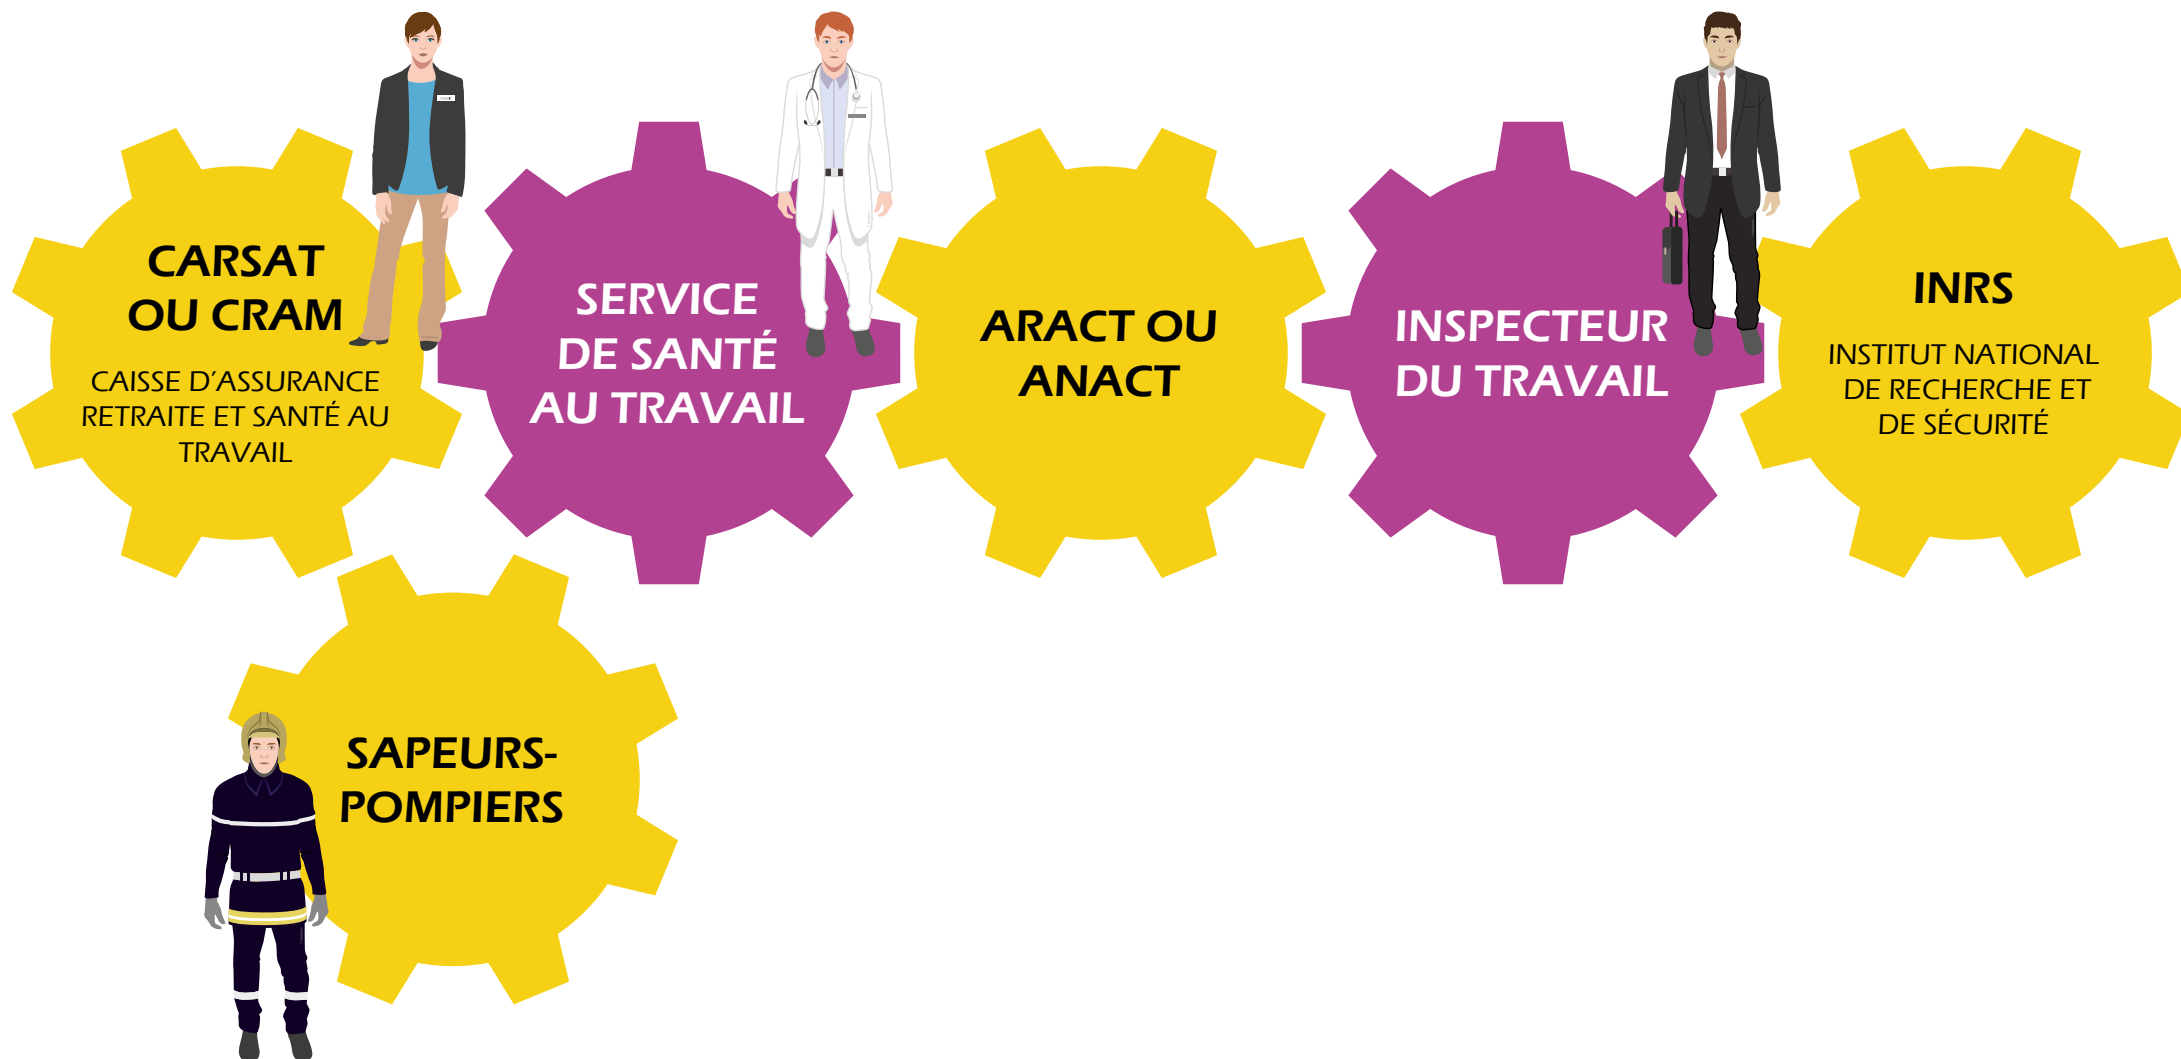 CARSAT
OU CRAM
CAISSE D'ASSURANCE
RETRAITE ET SANTÉ AU
TRAVAIL
SERVICE
DE SANTÉ
AU TRAVAIL
ARACT OU
ANACT
INSPECTEUR
DU TRAVAIL
INRS
INSTITUT NATIONAL
DE RECHERCHE ET
DE SÉCURITÉ
SAPEURS-
POMPIERS